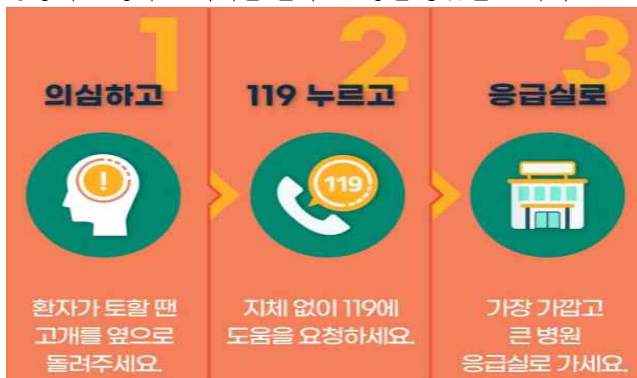 1
의심하고
환자가 토할 땐
고개를 옆으로
돌려주세요.
2
119 누르고
119
지체 없이 119에
도움을 요청하세요.
3
응급실로
가장 가깝고
큰 병원
응급실로 가세요.